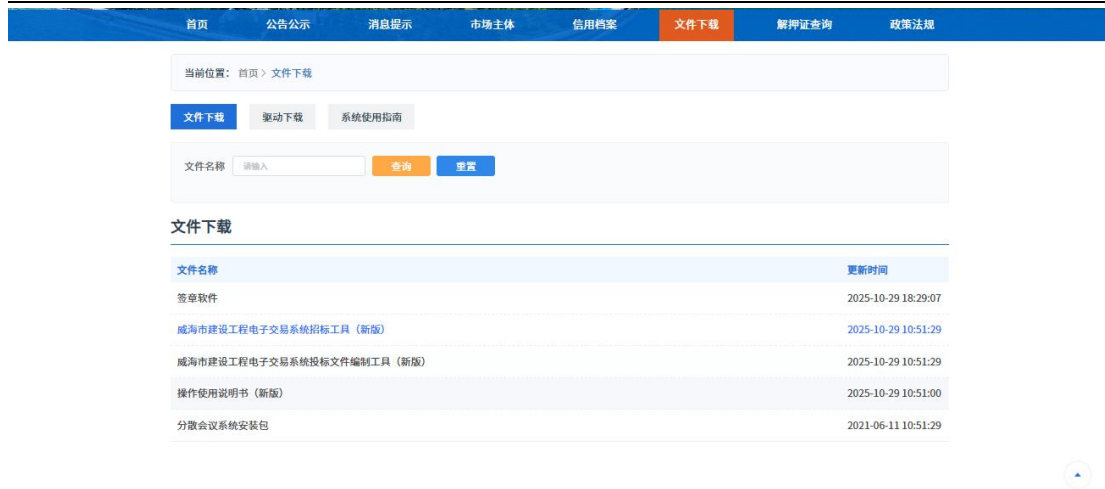 首页 公告公示 消息提示 市场主体 信用档案 文件下载 解押证查询 政策法规
当前位置： 首页 > 文件下载
文件下载 驱动下载 系统使用指南
文件名称 请输入 查询 重置
文件下载
文件名称 更新时间
签章软件 2025-10-29 18:29:07
威海市建设工程电子交易系统招标工具（新版） 2025-10-29 10:51:29
威海市建设工程电子交易系统投标文件编制工具（新版） 2025-10-29 10:51:29
操作使用说明书（新版） 2025-10-29 10:51:00
分散会议系统安装包 2021-06-11 10:51:29